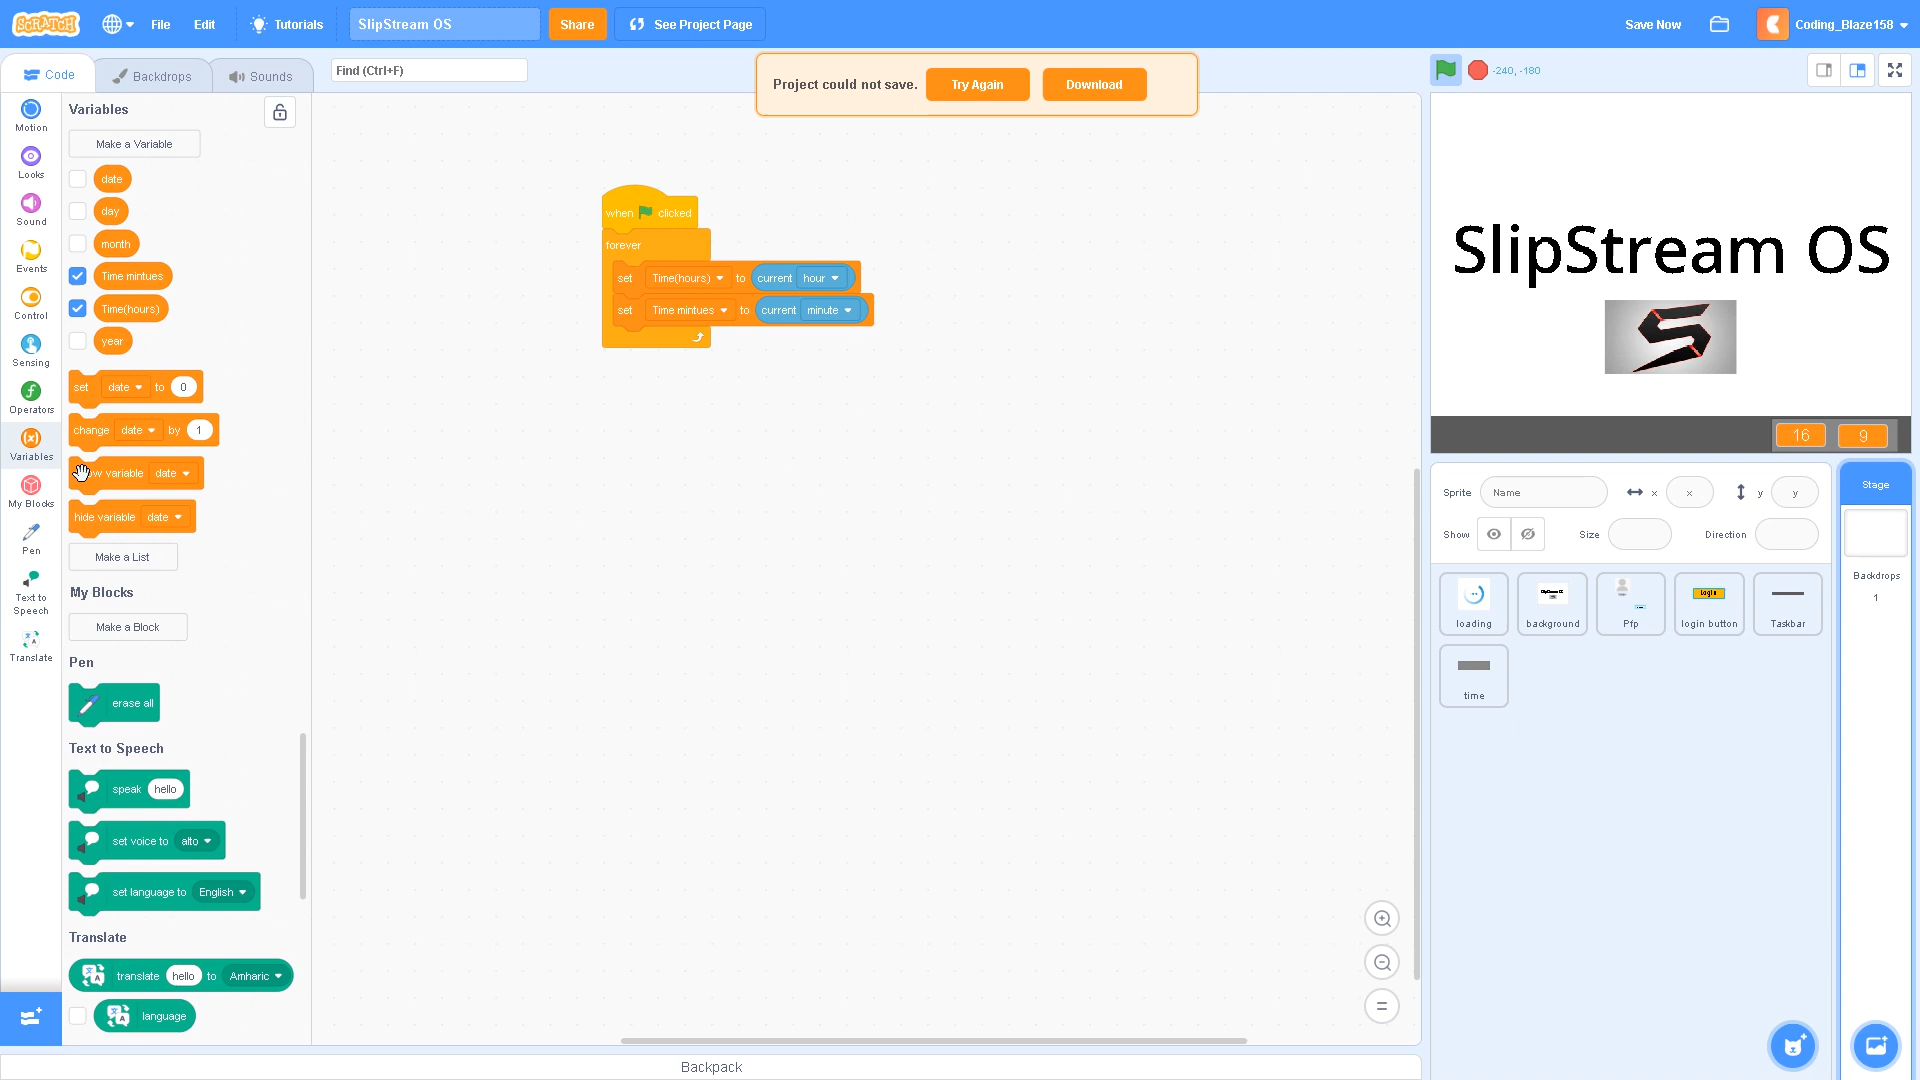 SCRATCH
File
Edit
Tutorials
SlipStream OS
Share
See Project Page
Save Now
Coding_Blaze158
Code
Backdrops
Sounds
Find (Ctrl+F)
Project could not save.
Try Again
Download
-240, -180
Motion
Looks
Sound
Events
Control
Sensing
Operators
Variables
My Blocks
Pen
Text to
Speech
Translate
Variables
Make a Variable
date
day
month
Time mintues
Time(hours)
year
set date to 0
change date by 1
variable date
hide variable date
Make a List
My Blocks
Make a Block
Pen
erase all
Text to Speech
speak hello
set voice to alto
set language to English
Translate
translate hello to Amharic
language
when clicked
forever
set Time(hours) to current hour
set Time mintues to current minute
Backpack
SlipStream OS
S
16 9
Sprite Name x x y y
Show Size Direction
loading
background
Pfp
login button
Taskbar
time
Stage
Backdrops
1